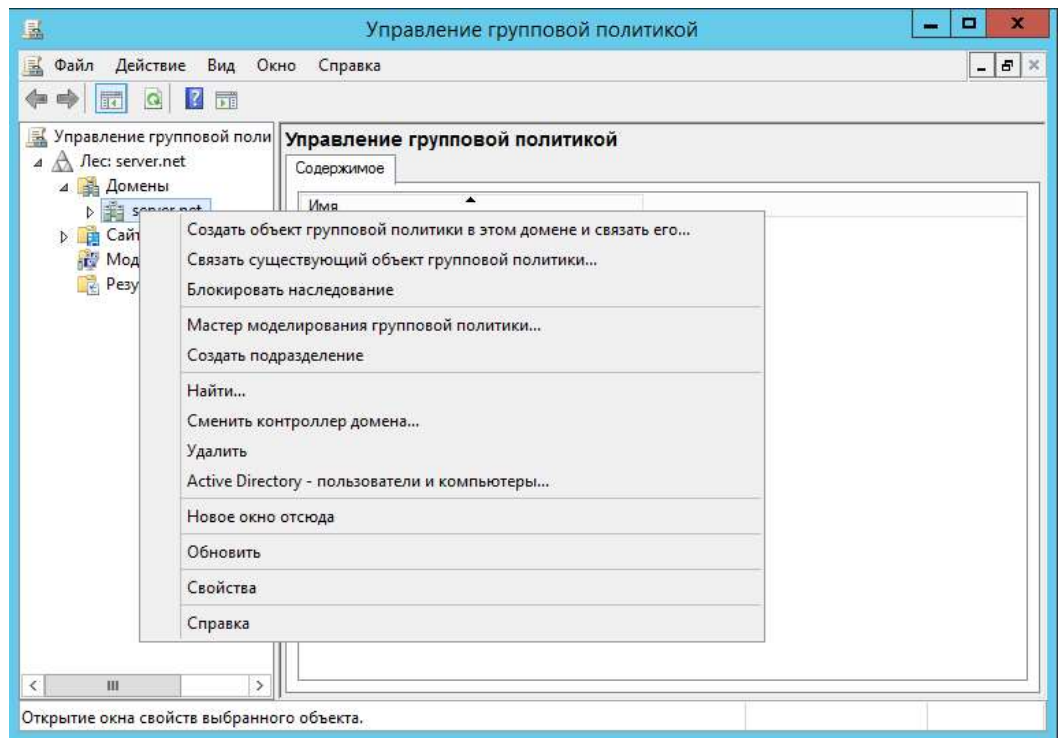 Управление групповой политикой
Файл Действие Вид Окно Справка
Управление групповой поли
Лес: server.net
Домены
server.net
Сайт
Мод
Резу
Управление групповой политикой
Содержимое
Имя
Создать объект групповой политики в этом домене и связать его...
Связать существующий объект групповой политики...
Блокировать наследование
Мастер моделирования групповой политики...
Создать подразделение
Найти...
Сменить контроллер домена...
Удалить
Active Directory - пользователи и компьютеры...
Новое окно отсюда
Обновить
Свойства
Справка
Открытие окна свойств выбранного объекта.